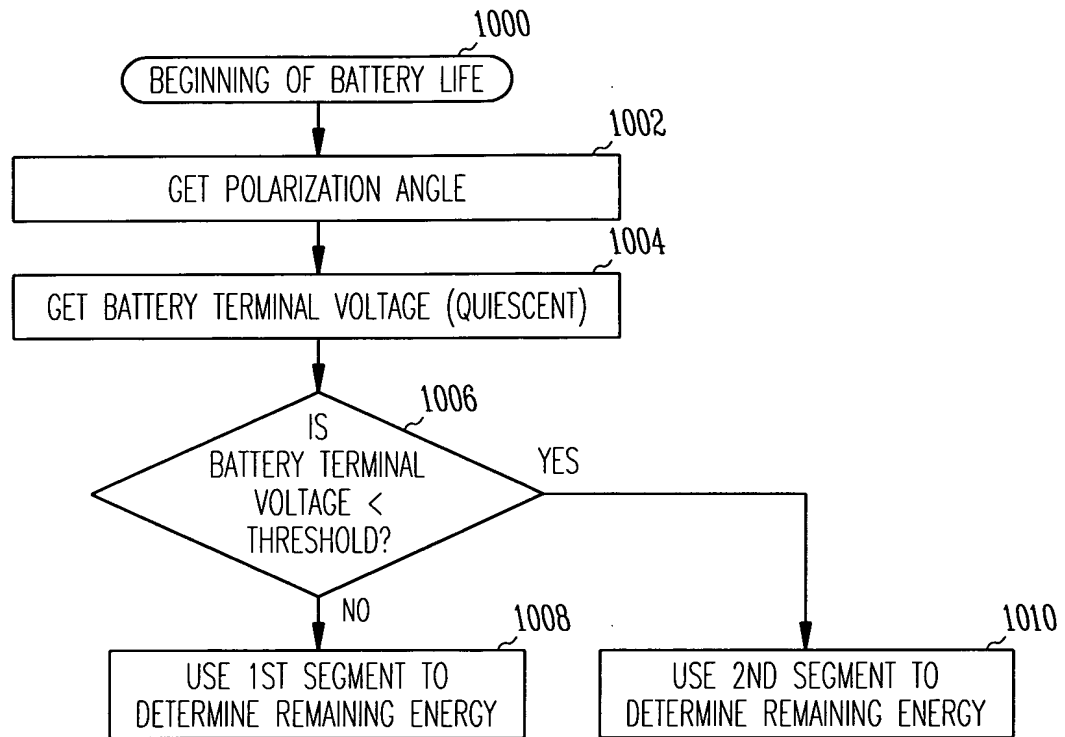 1000
BEGINNING OF BATTERY LIFE
1002
GET POLARIZATION ANGLE
1004
GET BATTERY TERMINAL VOLTAGE (QUIESCENT)
1006
IS
BATTERY TERMINAL
VOLTAGE <
THRESHOLD?
YES
NO
1008
USE 1ST SEGMENT TO
DETERMINE REMAINING ENERGY
1010
USE 2ND SEGMENT TO
DETERMINE REMAINING ENERGY